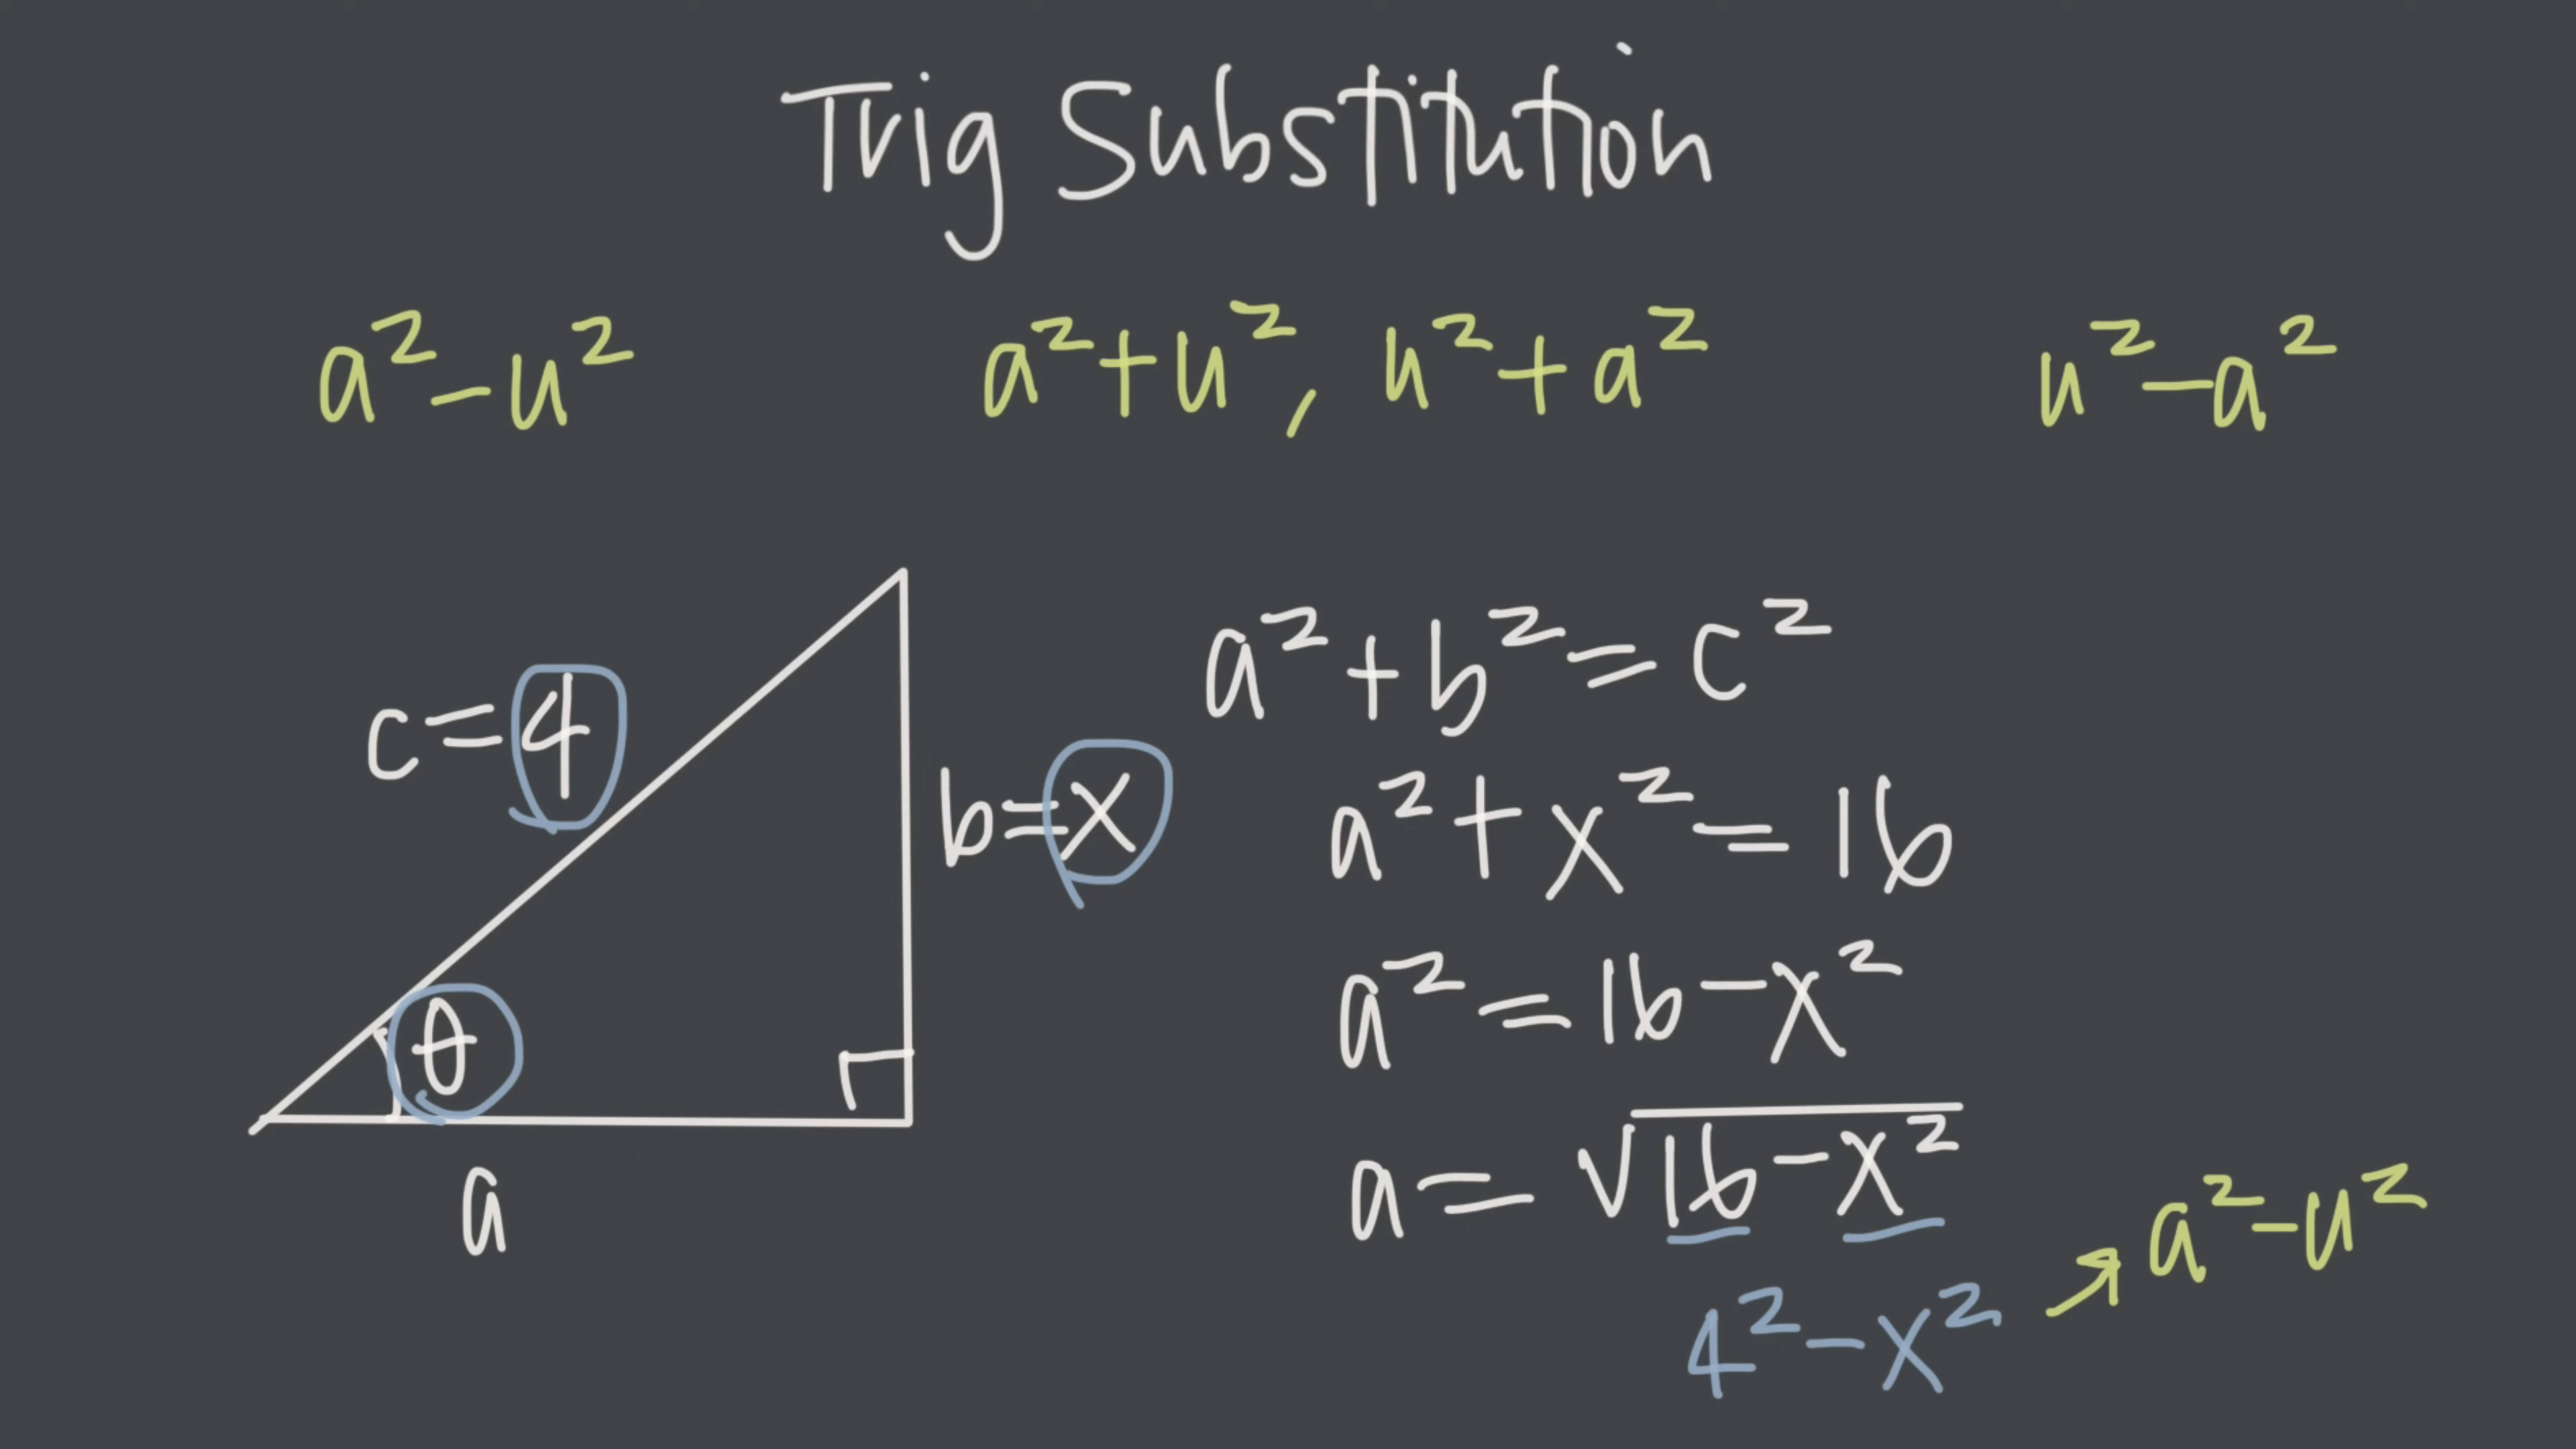 Trig Substitution
a²-u²
a²+u², u²+a²
u²-a²
c=4
b=x
θ
a
a²+b²=c²
a²+x²=16
a²=16-x²
a=√16-x²
4²-x² → a²-u²